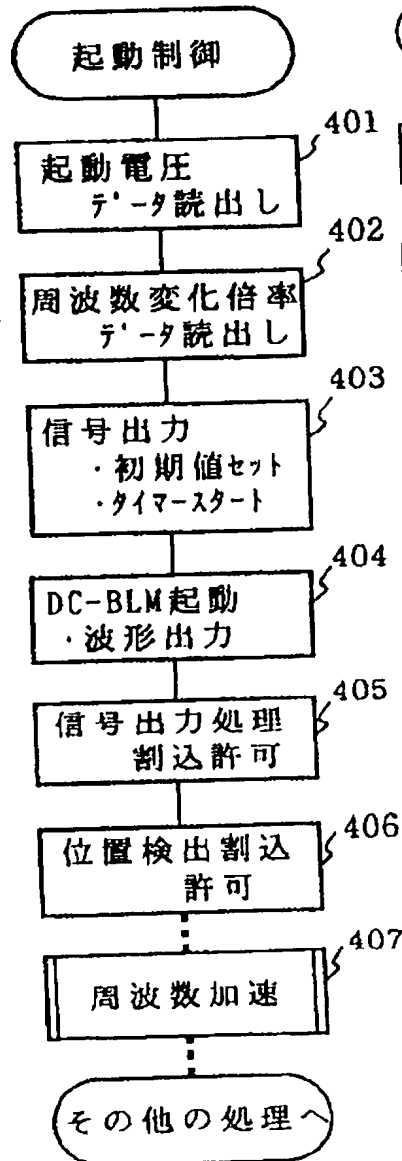 起動制御
401
起動電圧
データ読出し
402
周波数変化倍率
データ読出し
403
信号出力
・初期値セット
・タイマースタート
404
DC-BLM起動
・波形出力
405
信号出力処理
割込許可
406
位置検出割込
許可
407
周波数加速
その他の処理へ